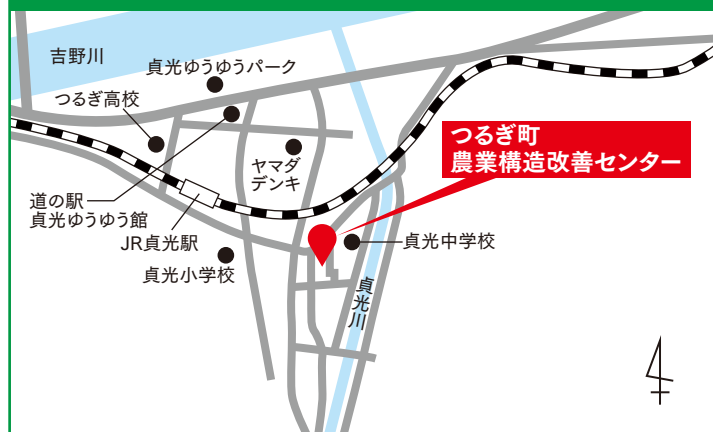 吉野川
貞光ゆうゆうパーク
つるぎ高校
つるぎ町
農業構造改善センター
ヤマダ
デンキ
道の駅
貞光ゆうゆう館
JR貞光駅
貞光中学校
貞光小学校
貞光川